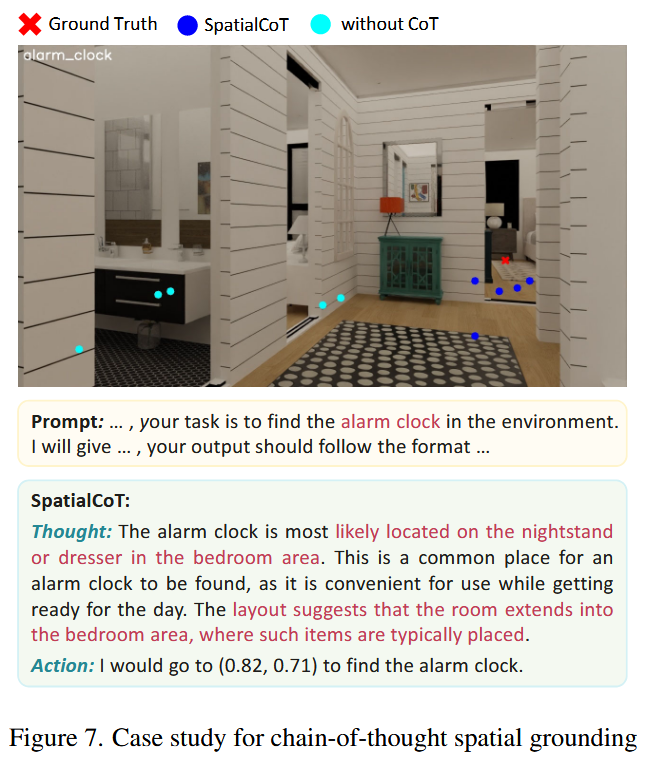 Ground Truth SpatialCoT without CoT
alarm_clock
Prompt: ... , your task is to find the alarm clock in the environment.
I will give ... , your output should follow the format ...
SpatialCoT:
Thought: The alarm clock is most likely located on the nightstand
or dresser in the bedroom area. This is a common place for an
alarm clock to be found, as it is convenient for use while getting
ready for the day. The layout suggests that the room extends into
the bedroom area, where such items are typically placed.
Action: I would go to (0.82, 0.71) to find the alarm clock.
Figure 7. Case study for chain-of-thought spatial grounding